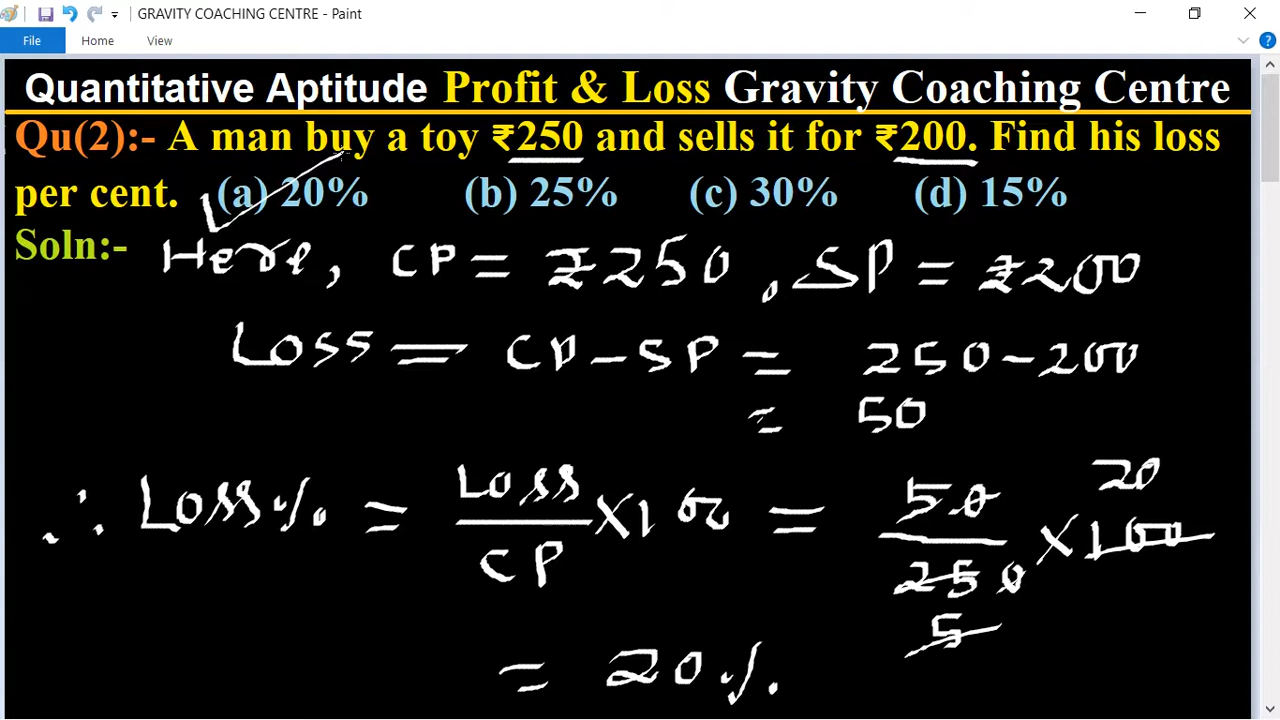 GRAVITY COACHING CENTRE - Paint
File Home View
Quantitative Aptitude Profit & Loss Gravity Coaching Centre
Qu(2):- A man buy a toy ₹250 and sells it for ₹200. Find his loss
per cent. (a) 20% (b) 25% (c) 30% (d) 15%
Soln:- Here, CP = ₹250, SP = ₹200
Loss = CP - SP = 250 - 200
= 50
∴ Loss% = Loss/CP × 100 = 50/250 × 100 20
5
= 20%